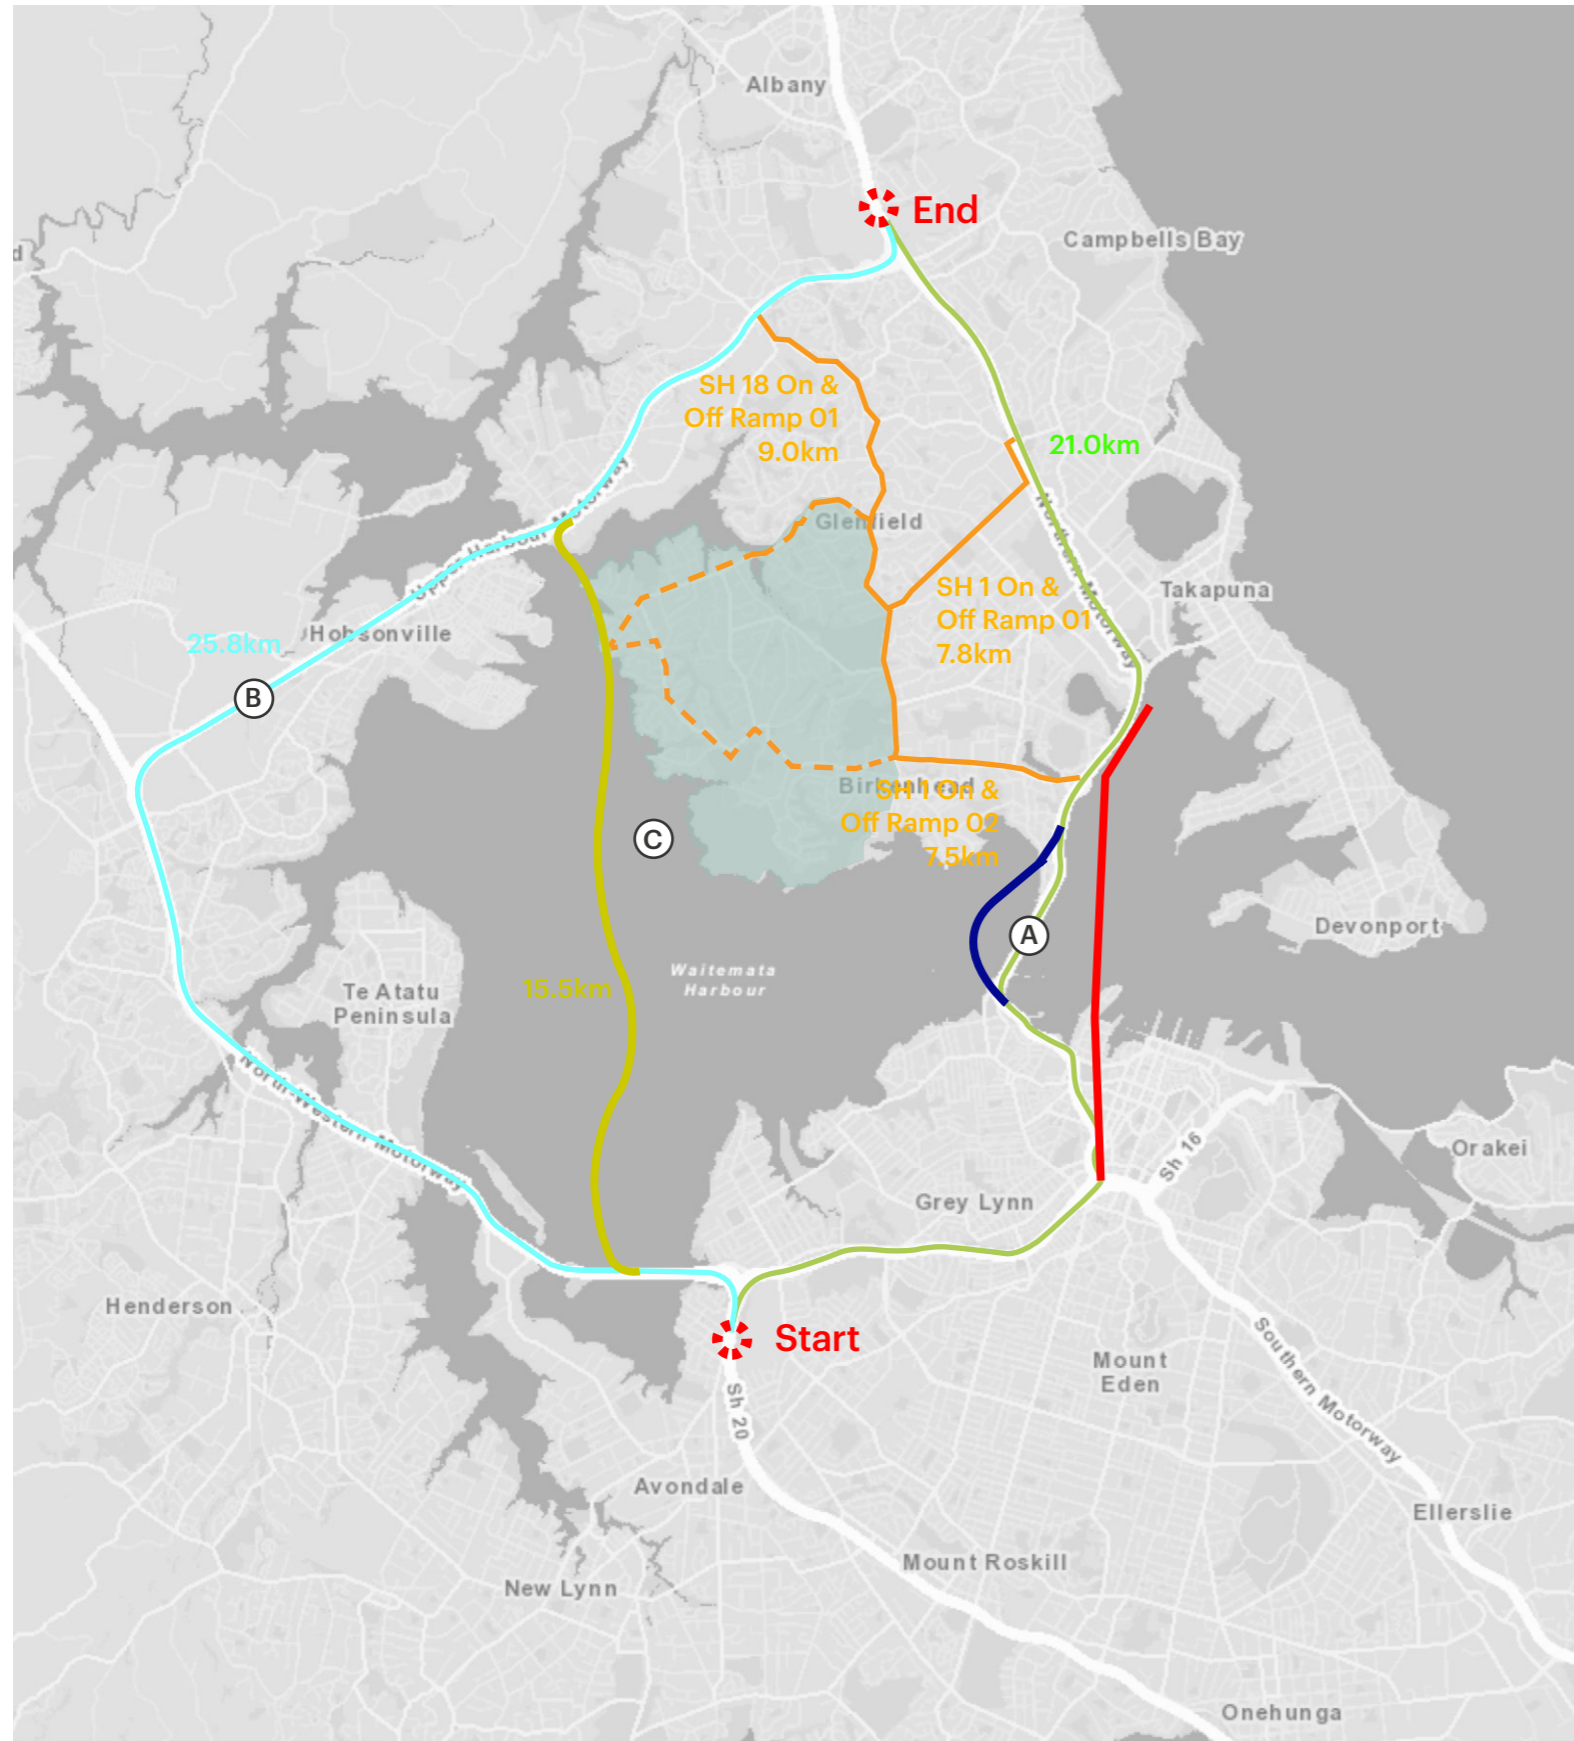 Albany
End
Campbells Bay
d
SH 18 On &
Off Ramp 01
9.0km
21.0km
Glenfield
Upper Harbour Motorway
Northern Motorway
SH 1 On &
Off Ramp 01
7.8km
Takapuna
Hobsonville
25.8km
B
Birkenhead
SH 1 On &
Off Ramp 02
7.5km
C
A
Devonport
Waitemata
Harbour
15.5km
Te Atatu
Peninsula
North-Western Motorway
Sh 16
Orakei
Grey Lynn
Henderson
Start
Sh 20
Mount
Eden
Southern Motorway
Avondale
Ellerslie
Mount Roskill
New Lynn
Onehunga